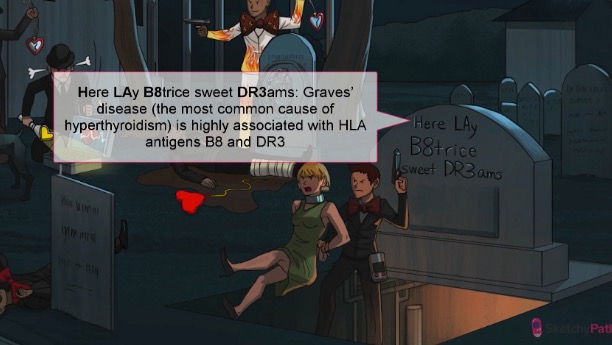 Here LAy B8trice sweet DR3ams: Graves'
disease (the most common cause of
hyperthyroidism) is highly associated with HLA
antigens B8 and DR3
Here LAy
B8trice
sweet DR3ams
SketchyPath